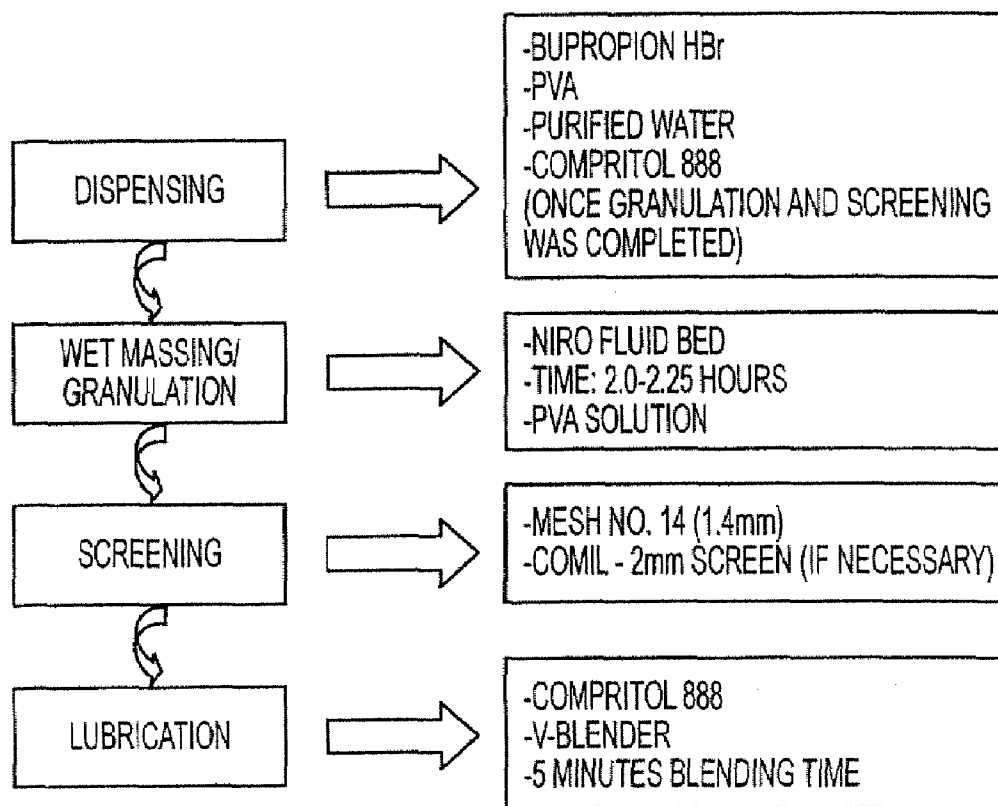 DISPENSING
-BUPROPION HBr
-PVA
-PURIFIED WATER
-COMPRITOL 888
(ONCE GRANULATION AND SCREENING
WAS COMPLETED)
WET MASSING/
GRANULATION
-NIRO FLUID BED
-TIME: 2.0-2.25 HOURS
-PVA SOLUTION
SCREENING
-MESH NO. 14 (1.4mm)
-COMIL - 2mm SCREEN (IF NECESSARY)
LUBRICATION
-COMPRITOL 888
-V-BLENDER
-5 MINUTES BLENDING TIME